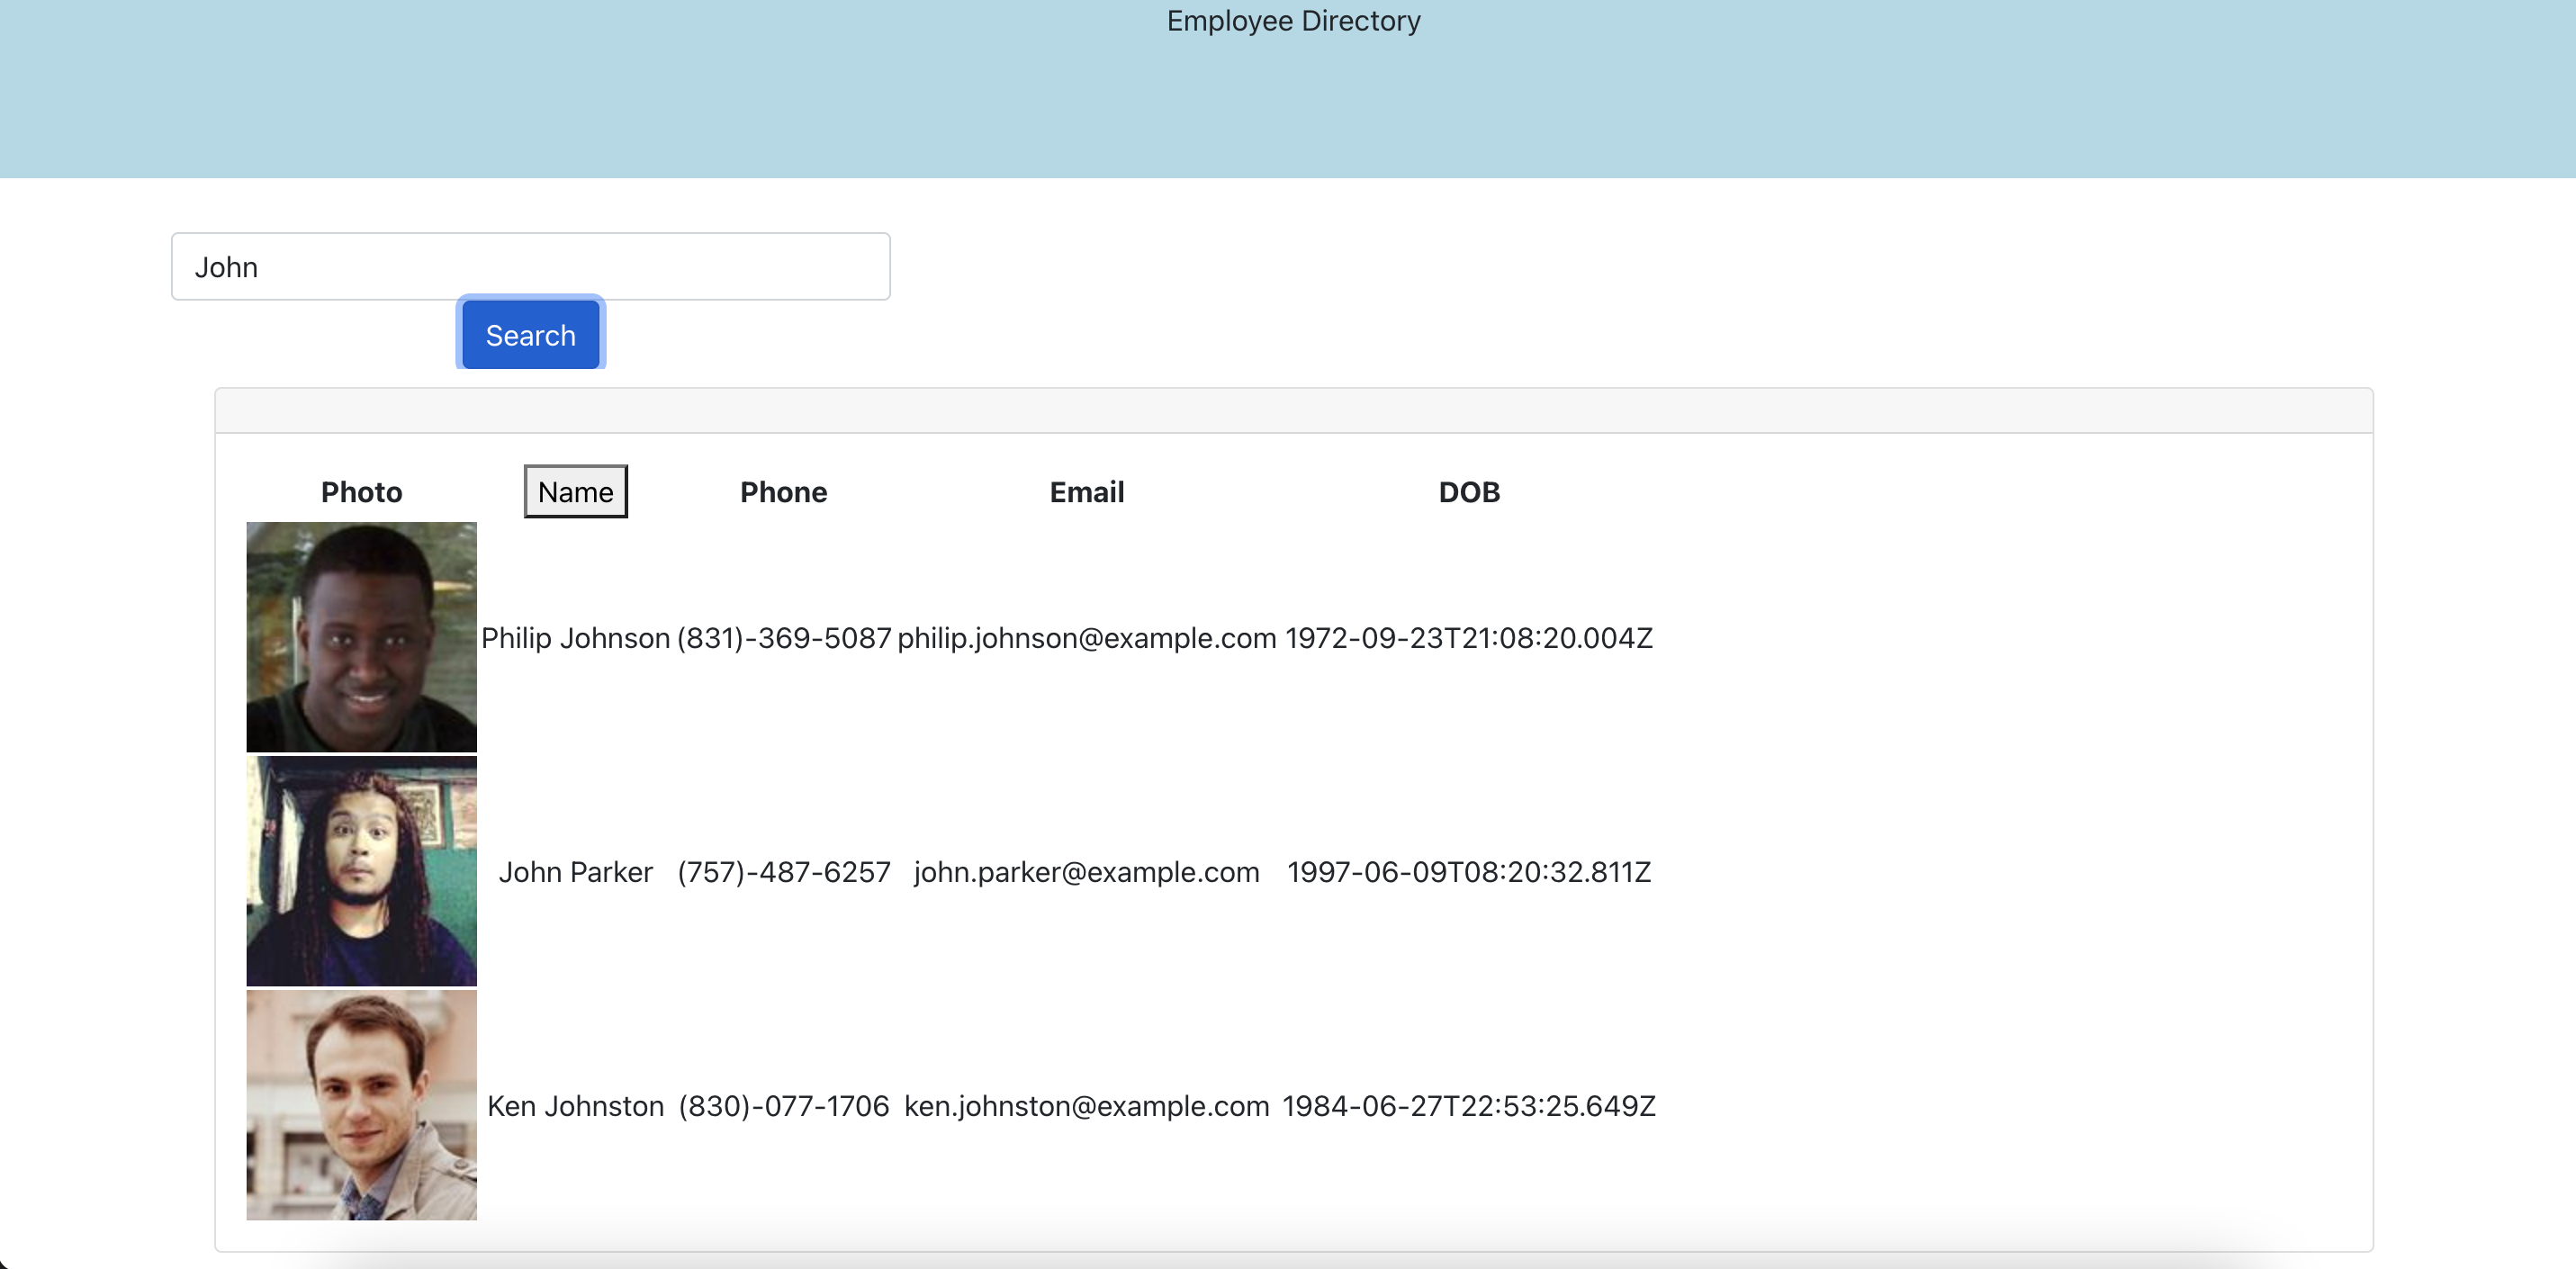 Employee Directory
John
Search
Photo Name Phone Email DOB
Philip Johnson (831)-369-5087 philip.johnson@example.com 1972-09-23T21:08:20.004Z
John Parker (757)-487-6257 john.parker@example.com 1997-06-09T08:20:32.811Z
Ken Johnston (830)-077-1706 ken.johnston@example.com 1984-06-27T22:53:25.649Z